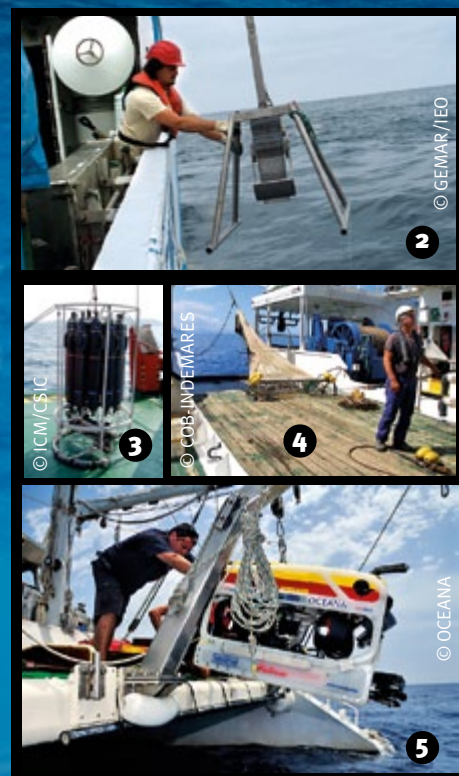 © GEMAR/IEO
2
© ICM/CSIC
3
© COB-INDEMARES
4
OCEANA
© OCEANA
5